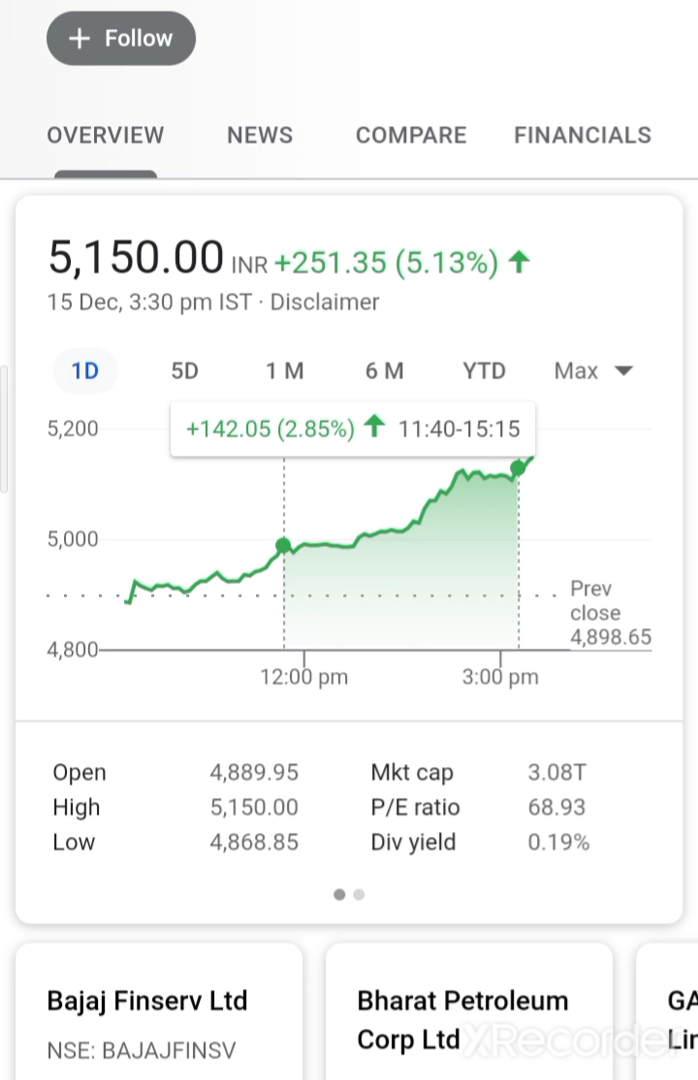 + Follow
OVERVIEW NEWS COMPARE FINANCIALS
5,150.00 INR +251.35 (5.13%) ↑
15 Dec, 3:30 pm IST · Disclaimer
1D 5D 1 M 6 M YTD Max
+142.05 (2.85%) ↑ 11:40-15:15
5,200
5,000
4,800
Prev
close
4,898.65
12:00 pm 3:00 pm
Open 4,889.95 Mkt cap 3.08T
High 5,150.00 P/E ratio 68.93
Low 4,868.85 Div yield 0.19%
Bajaj Finserv Ltd
NSE: BAJAJFINSV
Bharat Petroleum
Corp Ltd
GA
Lir
XRecorder